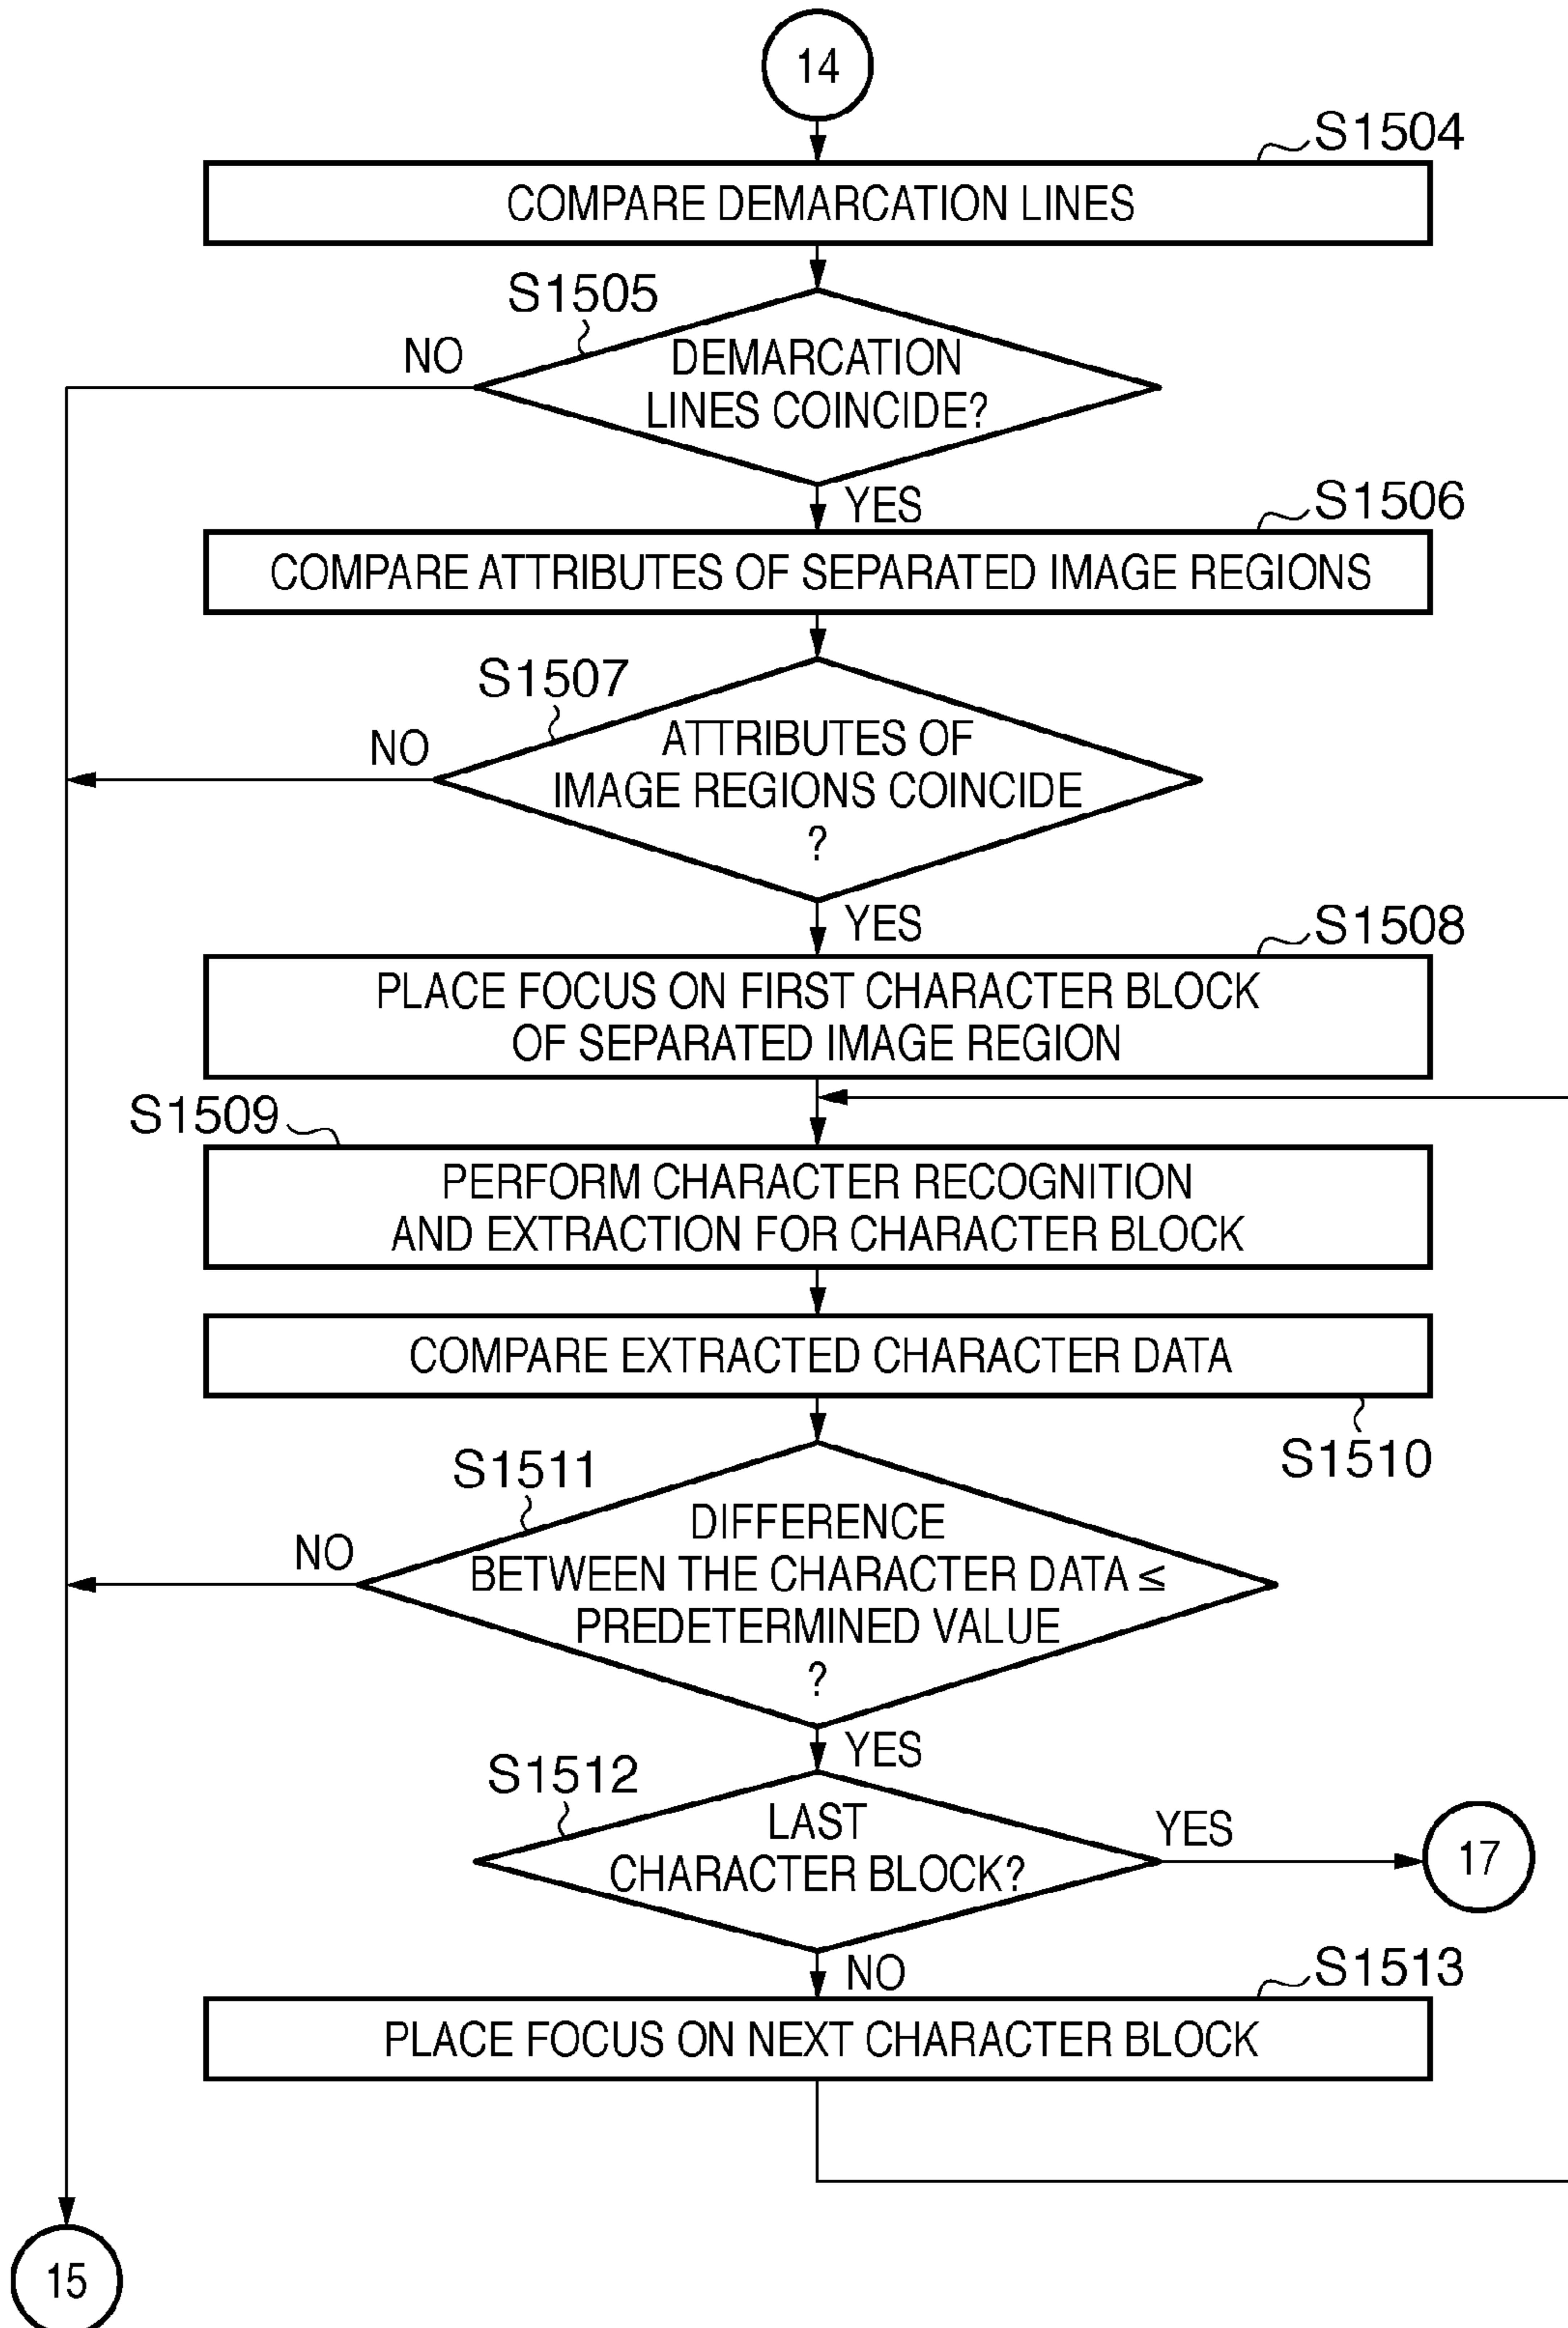 14
S1504
COMPARE DEMARCATION LINES
S1505
NO
DEMARCATION
LINES COINCIDE?
YES
S1506
COMPARE ATTRIBUTES OF SEPARATED IMAGE REGIONS
S1507
NO
ATTRIBUTES OF
IMAGE REGIONS COINCIDE
?
YES
S1508
PLACE FOCUS ON FIRST CHARACTER BLOCK
OF SEPARATED IMAGE REGION
S1509
PERFORM CHARACTER RECOGNITION
AND EXTRACTION FOR CHARACTER BLOCK
COMPARE EXTRACTED CHARACTER DATA
S1510
S1511
NO
DIFFERENCE
BETWEEN THE CHARACTER DATA ≤
PREDETERMINED VALUE
?
YES
S1512
LAST
CHARACTER BLOCK?
YES
17
NO
S1513
PLACE FOCUS ON NEXT CHARACTER BLOCK
15